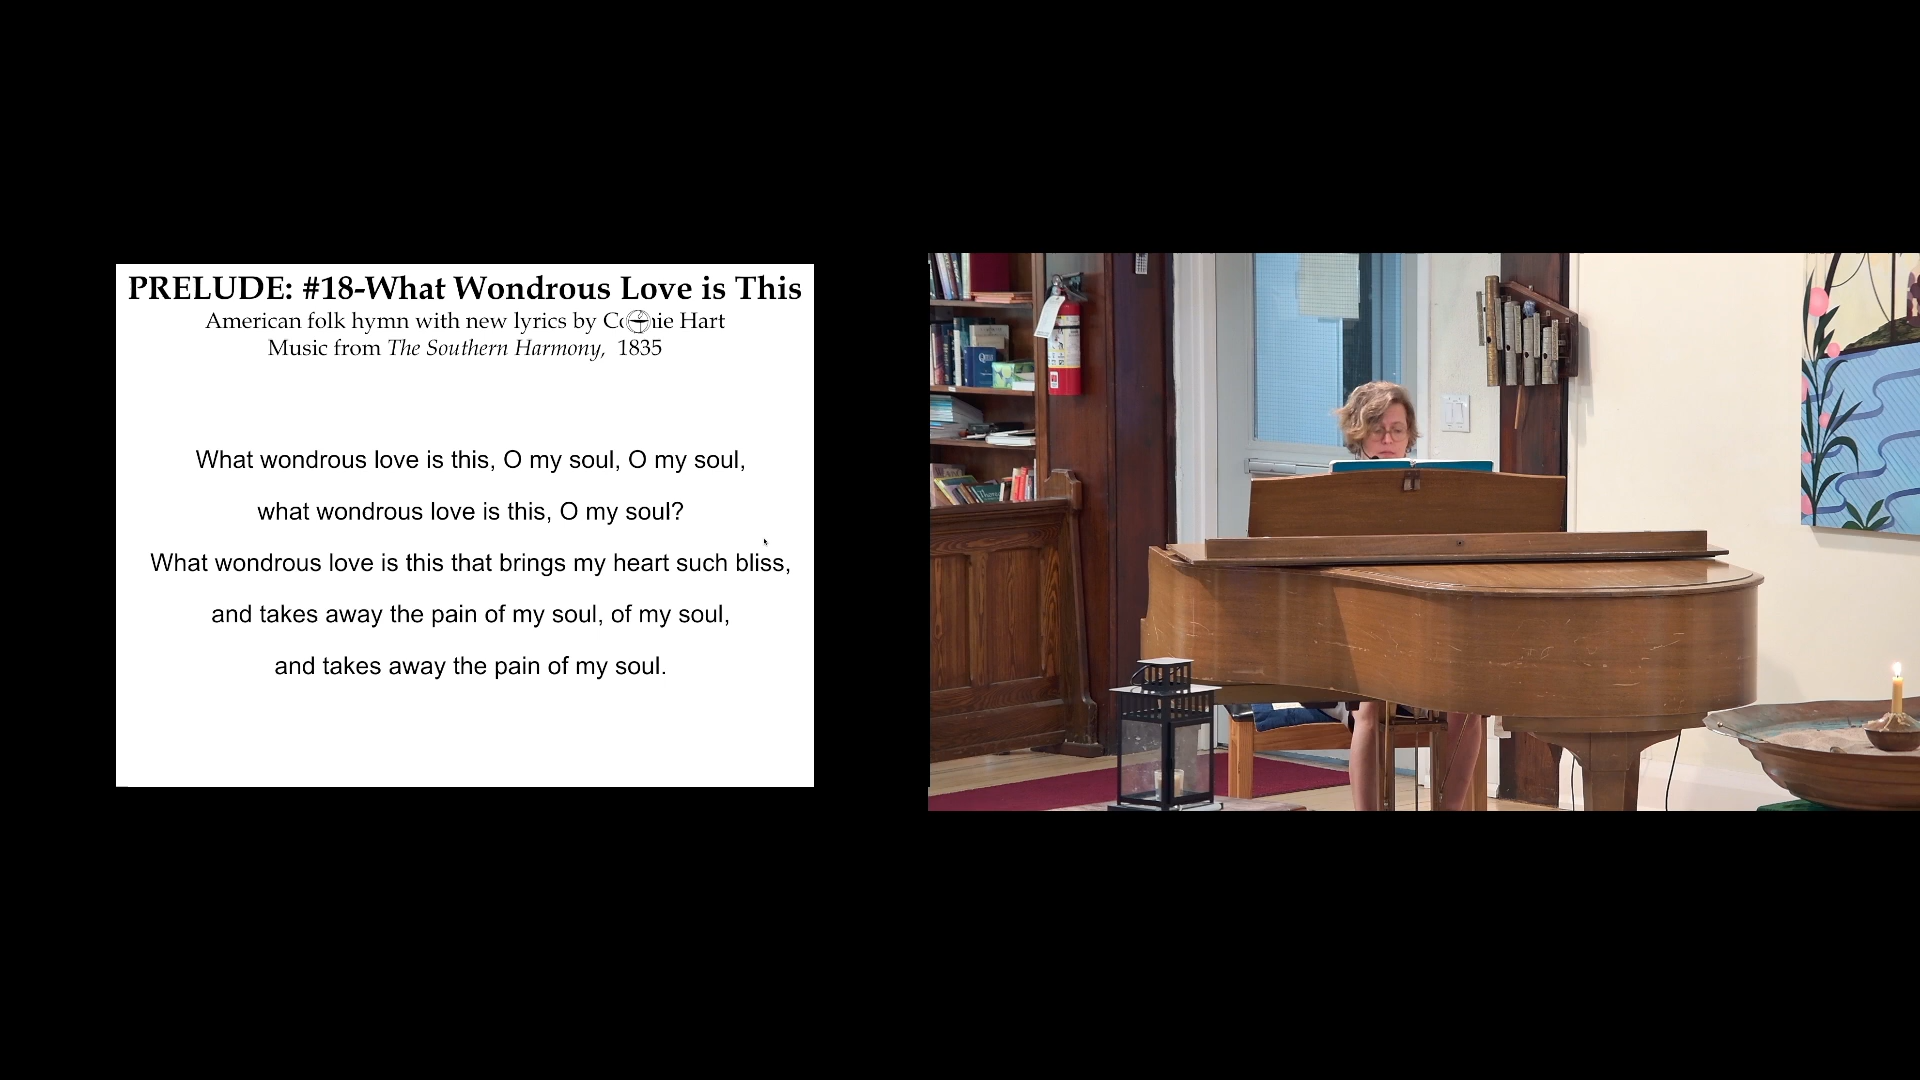 PRELUDE: #18-What Wondrous Love is This
American folk hymn with new lyrics by Hart
Music from The Southern Harmony, 1835
What wondrous love is this, O my soul, O my soul,
what wondrous love is this, O my soul?
What wondrous love is this that brings my heart such bliss,
and takes away the pain of my soul, of my soul,
and takes away the pain of my soul.